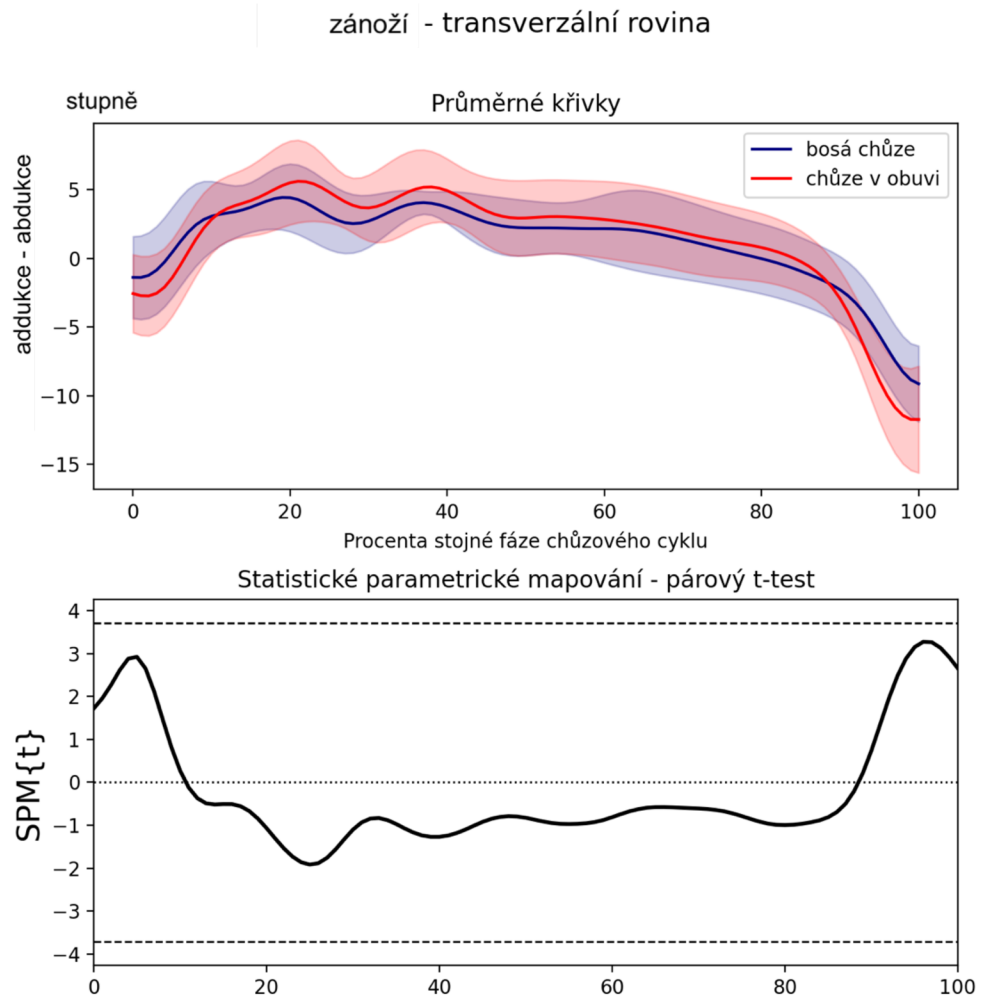 zánoží - transverzální rovina
stupně
Průměrné křivky
addukce - abdukce
5
0
−5
−10
−15
bosá chůze
chůze v obuvi
0 20 40 60 80 100
Procenta stojné fáze chůzového cyklu
Statistické parametrické mapování - párový t-test
SPM{t}
4
3
2
1
0
−1
−2
−3
−4
0 20 40 60 80 100